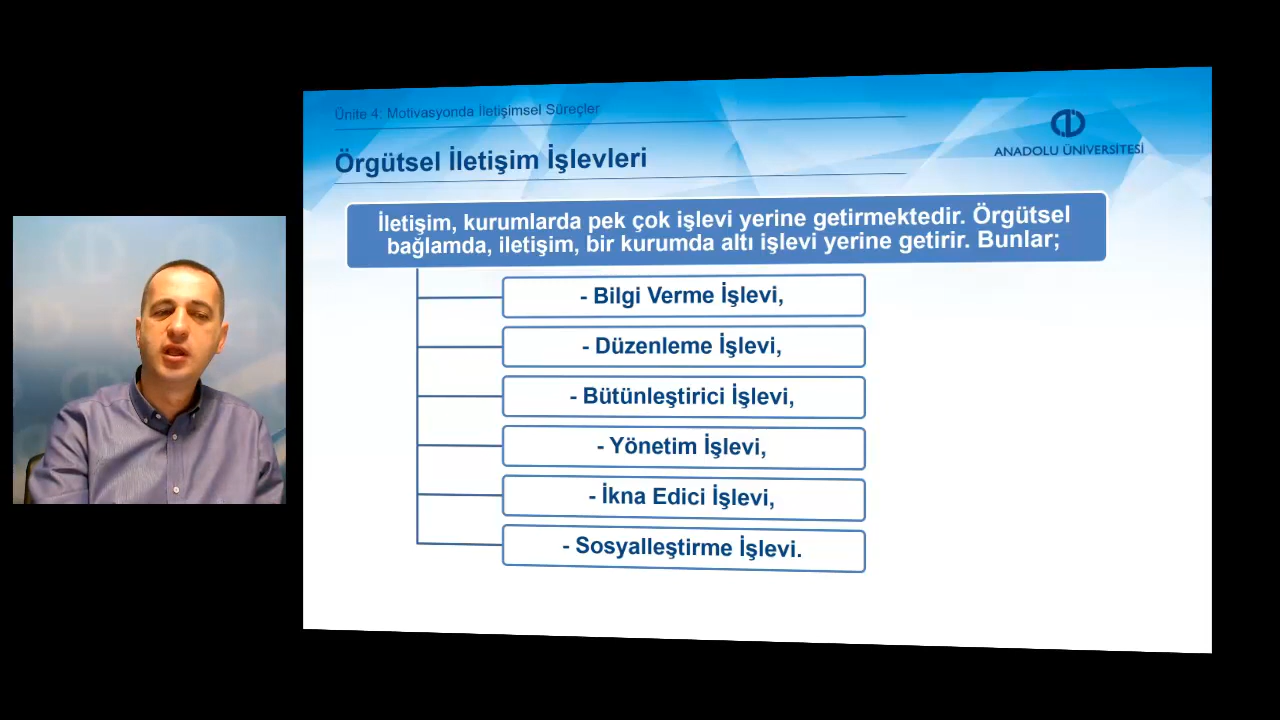 Ünite 4: Motivasyonda İletişimsel Süreçler
Örgütsel İletişim İşlevleri
ANADOLU ÜNİVERSİTESİ
İletişim, kurumlarda pek çok işlevi yerine getirmektedir. Örgütsel
bağlamda, iletişim, bir kurumda altı işlevi yerine getirir. Bunlar;
- Bilgi Verme İşlevi,
- Düzenleme İşlevi,
- Bütünleştirici İşlevi,
- Yönetim İşlevi,
- İkna Edici İşlevi,
- Sosyalleştirme İşlevi.